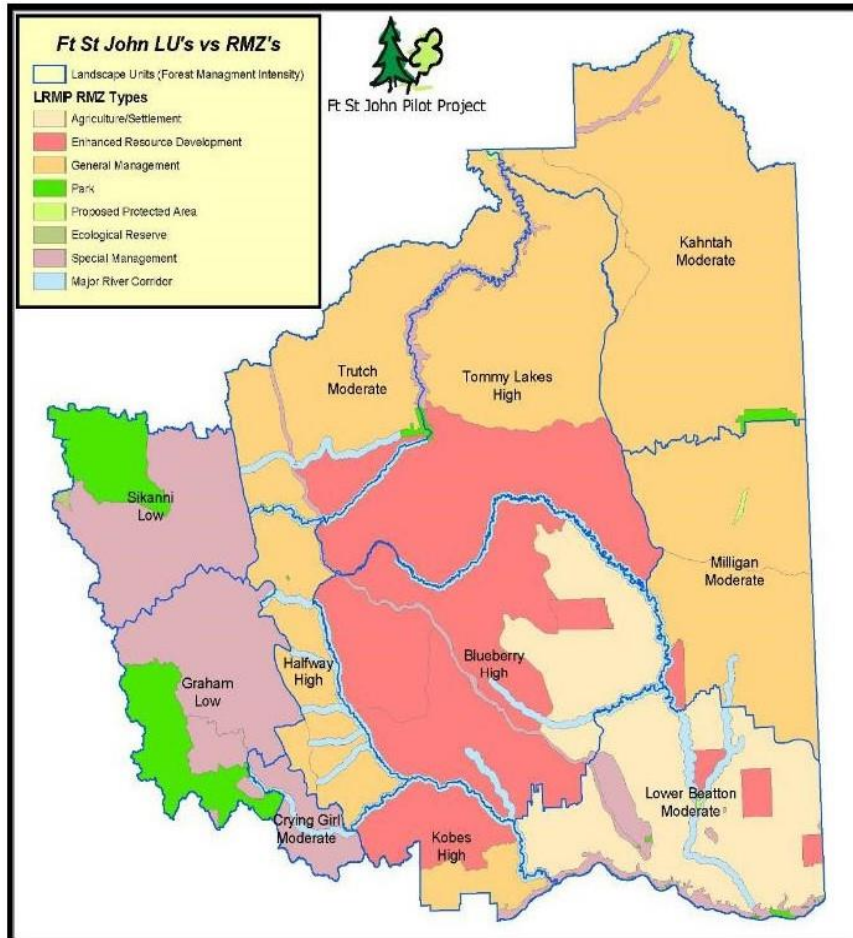 Ft St John LU's vs RMZ's
Landscape Units (Forest Managment Intensity)
LRMP RMZ Types
Agriculture/Settlement
Enhanced Resource Development
General Management
Park
Proposed Protected Area
Ecological Reserve
Special Management
Major River Corridor
Ft St John Pilot Project
Kahntah
Moderate
Trutch
Moderate
Tommy Lakes
High
Sikanni
Low
Milligan
Moderate
Blueberry
High
Halfway
High
Graham
Low
Lower Beatton
Moderate
Crying Girl
Moderate
Kobes
High